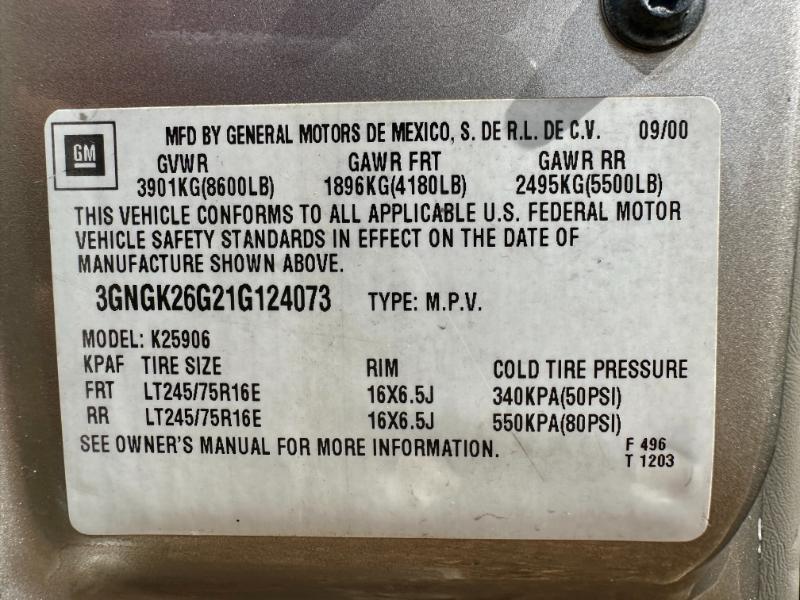 GM
MFD BY GENERAL MOTORS DE MEXICO, S. DE R.L. DE C.V. 09/00
GVWR GAWR FRT GAWR RR
3901KG(8600LB) 1896KG(4180LB) 2495KG(5500LB)
THIS VEHICLE CONFORMS TO ALL APPLICABLE U.S. FEDERAL MOTOR
VEHICLE SAFETY STANDARDS IN EFFECT ON THE DATE OF
MANUFACTURE SHOWN ABOVE.
3GNGK26G21G124073 TYPE: M.P.V.
MODEL: K25906
KPAF TIRE SIZE RIM COLD TIRE PRESSURE
FRT LT245/75R16E 16X6.5J 340KPA(50PSI)
RR LT245/75R16E 16X6.5J 550KPA(80PSI)
SEE OWNER'S MANUAL FOR MORE INFORMATION. F 496
T 1203